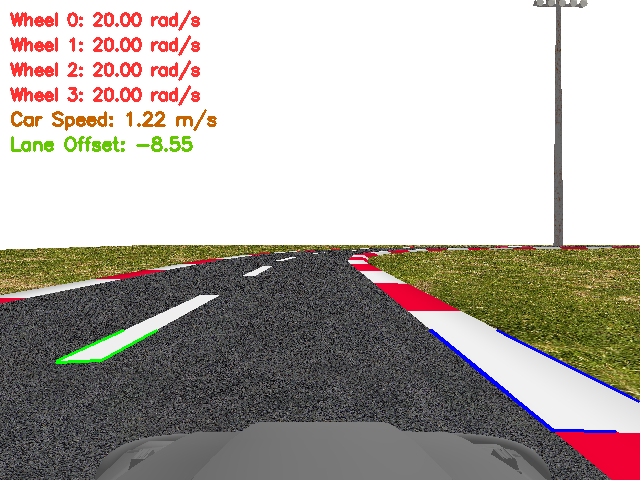 Wheel 0: 20.00 rad/s
Wheel 1: 20.00 rad/s
Wheel 2: 20.00 rad/s
Wheel 3: 20.00 rad/s
Car Speed: 1.22 m/s
Lane Offset: -8.55